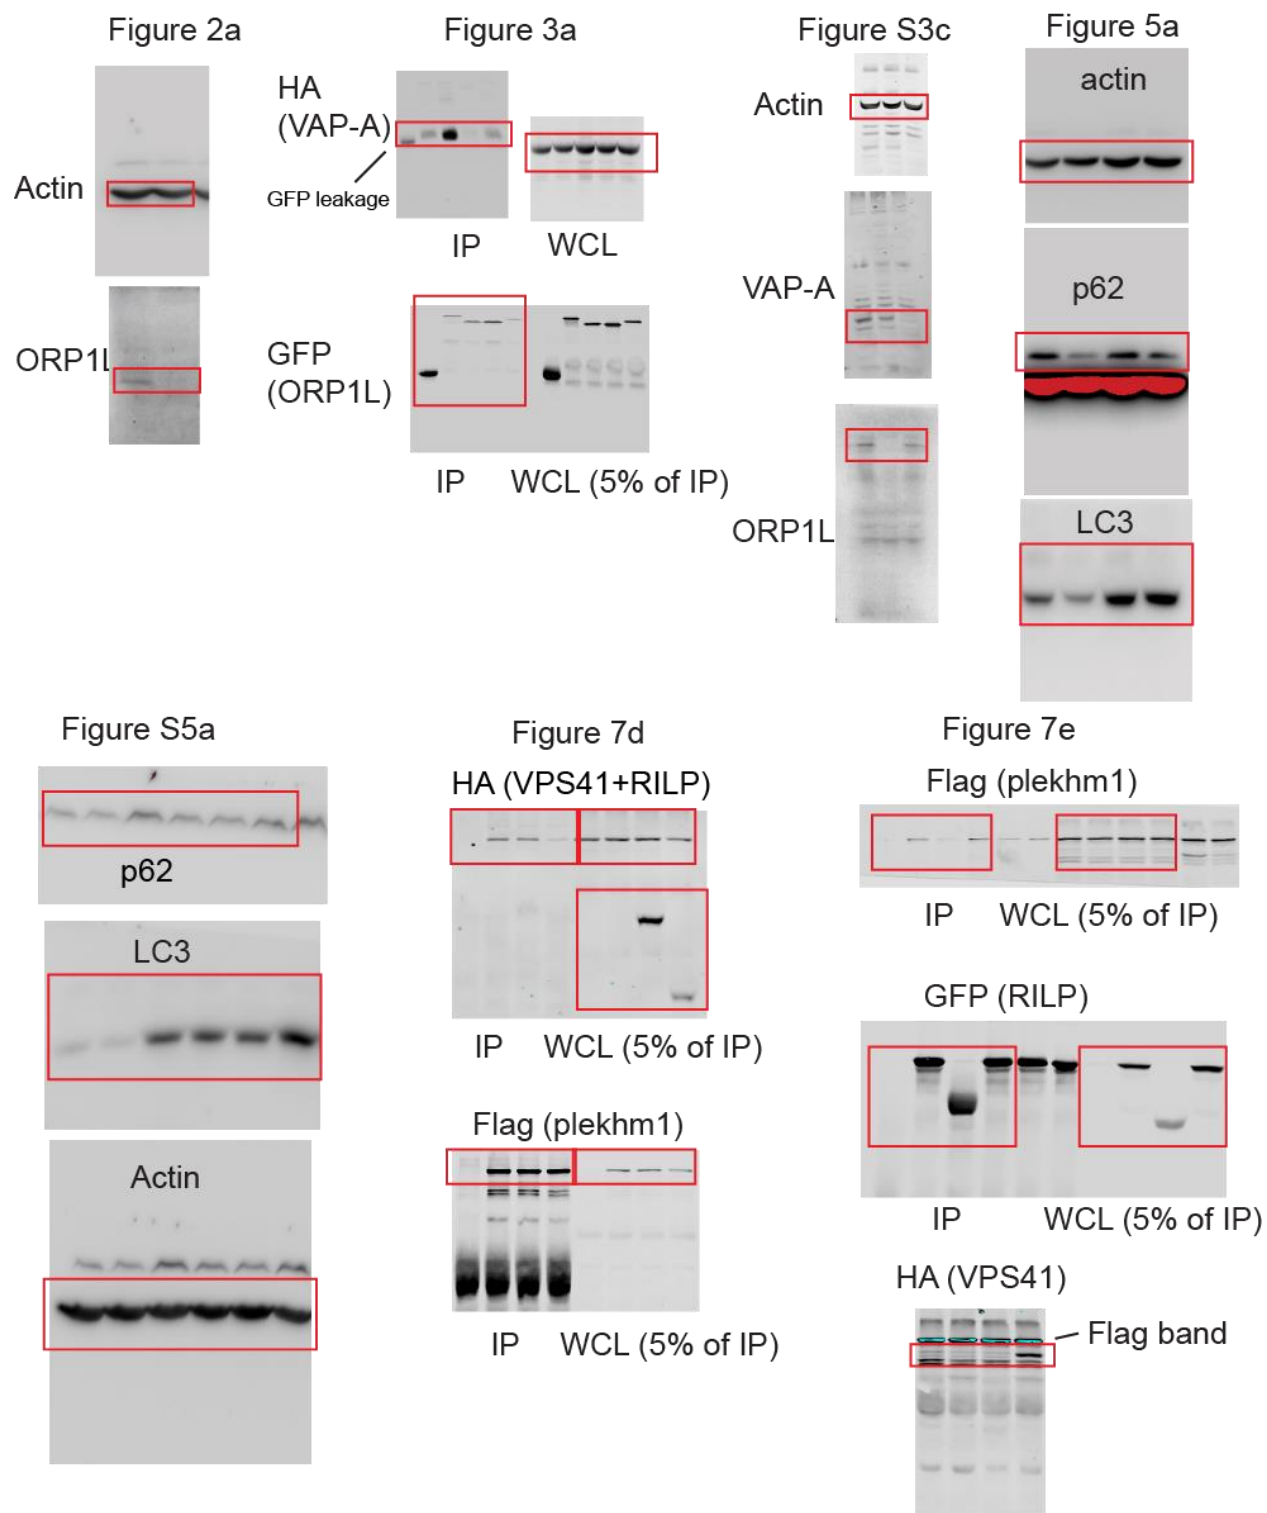 Figure 2a
Actin
ORP1L
Figure 3a
HA
(VAP-A)
GFP leakage
IP
WCL
GFP
(ORP1L)
IP
WCL (5% of IP)
Figure S3c
Actin
VAP-A
ORP1L
Figure 5a
actin
p62
LC3
Figure S5a
p62
LC3
Actin
Figure 7d
HA (VPS41+RILP)
IP
WCL (5% of IP)
Flag (plekhm1)
IP
WCL (5% of IP)
Figure 7e
Flag (plekhm1)
IP
WCL (5% of IP)
GFP (RILP)
IP
WCL (5% of IP)
HA (VPS41)
Flag band